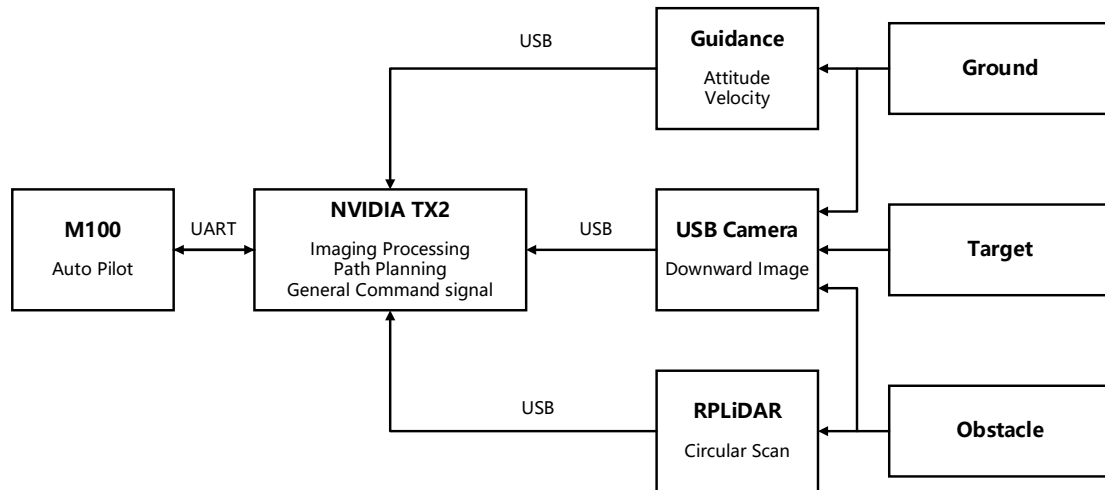 USB
Guidance
Attitude
Velocity
Ground
M100
Auto Pilot
UART
NVIDIA TX2
Imaging Processing
Path Planning
General Command signal
USB
USB Camera
Downward Image
Target
USB
RPLiDAR
Circular Scan
Obstacle